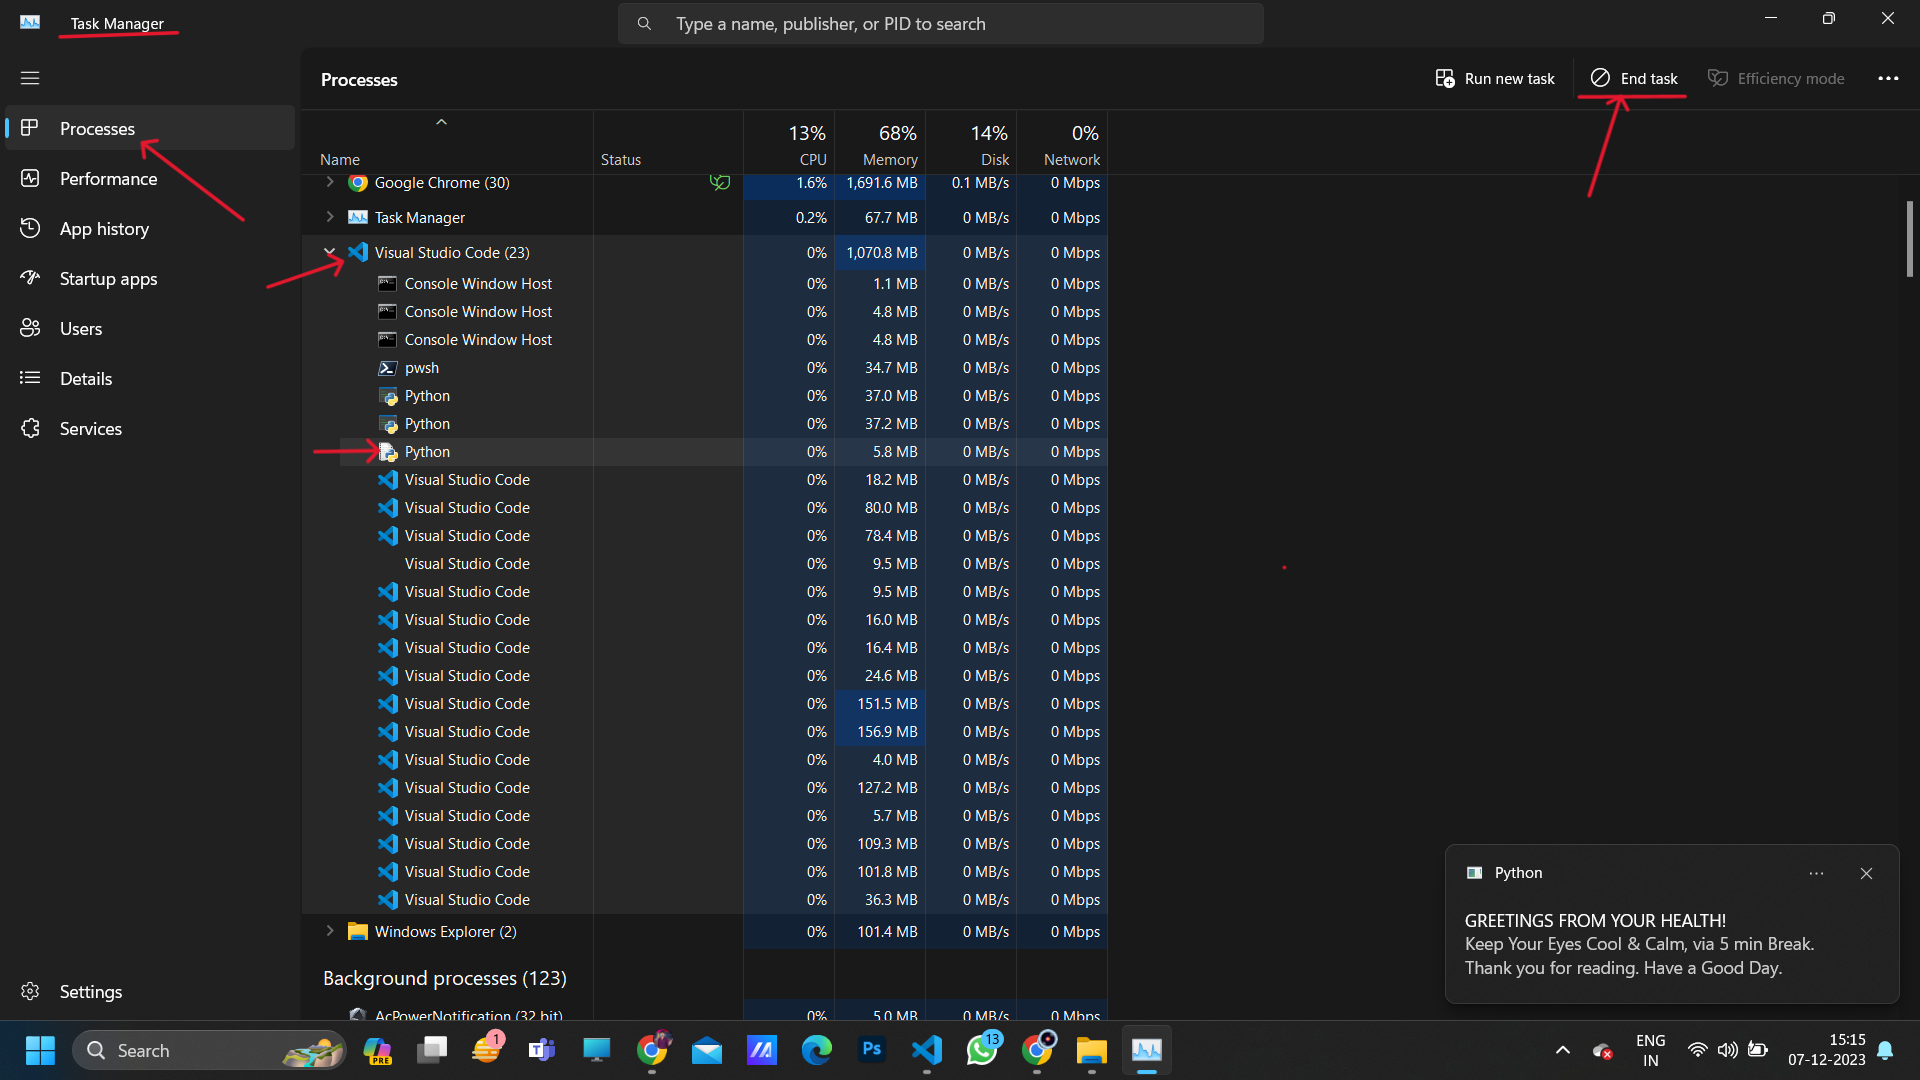 Task Manager
Type a name, publisher, or PID to search
Processes
Run new task
End task
Efficiency mode
Processes
Performance
App history
Startup apps
Users
Details
Services
Settings
13% 68% 14% 0%
Name Status CPU Memory Disk Network
Google Chrome (30) 1.6% 1,691.6 MB 0.1 MB/s 0 Mbps
Task Manager 0.2% 67.7 MB 0 MB/s 0 Mbps
Visual Studio Code (23) 0% 1,070.8 MB 0 MB/s 0 Mbps
Console Window Host 0% 1.1 MB 0 MB/s 0 Mbps
Console Window Host 0% 4.8 MB 0 MB/s 0 Mbps
Console Window Host 0% 4.8 MB 0 MB/s 0 Mbps
pwsh 0% 34.7 MB 0 MB/s 0 Mbps
Python 0% 37.0 MB 0 MB/s 0 Mbps
Python 0% 37.2 MB 0 MB/s 0 Mbps
Python 0% 5.8 MB 0 MB/s 0 Mbps
Visual Studio Code 0% 18.2 MB 0 MB/s 0 Mbps
Visual Studio Code 0% 80.0 MB 0 MB/s 0 Mbps
Visual Studio Code 0% 78.4 MB 0 MB/s 0 Mbps
Visual Studio Code 0% 9.5 MB 0 MB/s 0 Mbps
Visual Studio Code 0% 9.5 MB 0 MB/s 0 Mbps
Visual Studio Code 0% 16.0 MB 0 MB/s 0 Mbps
Visual Studio Code 0% 16.4 MB 0 MB/s 0 Mbps
Visual Studio Code 0% 24.6 MB 0 MB/s 0 Mbps
Visual Studio Code 0% 151.5 MB 0 MB/s 0 Mbps
Visual Studio Code 0% 156.9 MB 0 MB/s 0 Mbps
Visual Studio Code 0% 4.0 MB 0 MB/s 0 Mbps
Visual Studio Code 0% 127.2 MB 0 MB/s 0 Mbps
Visual Studio Code 0% 5.7 MB 0 MB/s 0 Mbps
Visual Studio Code 0% 109.3 MB 0 MB/s 0 Mbps
Visual Studio Code 0% 101.8 MB 0 MB/s 0 Mbps
Visual Studio Code 0% 36.3 MB 0 MB/s 0 Mbps
Windows Explorer (2) 0% 101.4 MB 0 MB/s 0 Mbps
Background processes (123)
AcPowerNotification (32 bit) 0% 5.0 MB 0 MB/s 0 Mbps
Python
GREETINGS FROM YOUR HEALTH!
Keep Your Eyes Cool & Calm, via 5 min Break.
Thank you for reading. Have a Good Day.
Search
PRE
1
Ps
13
ENG
IN
15:15
07-12-2023